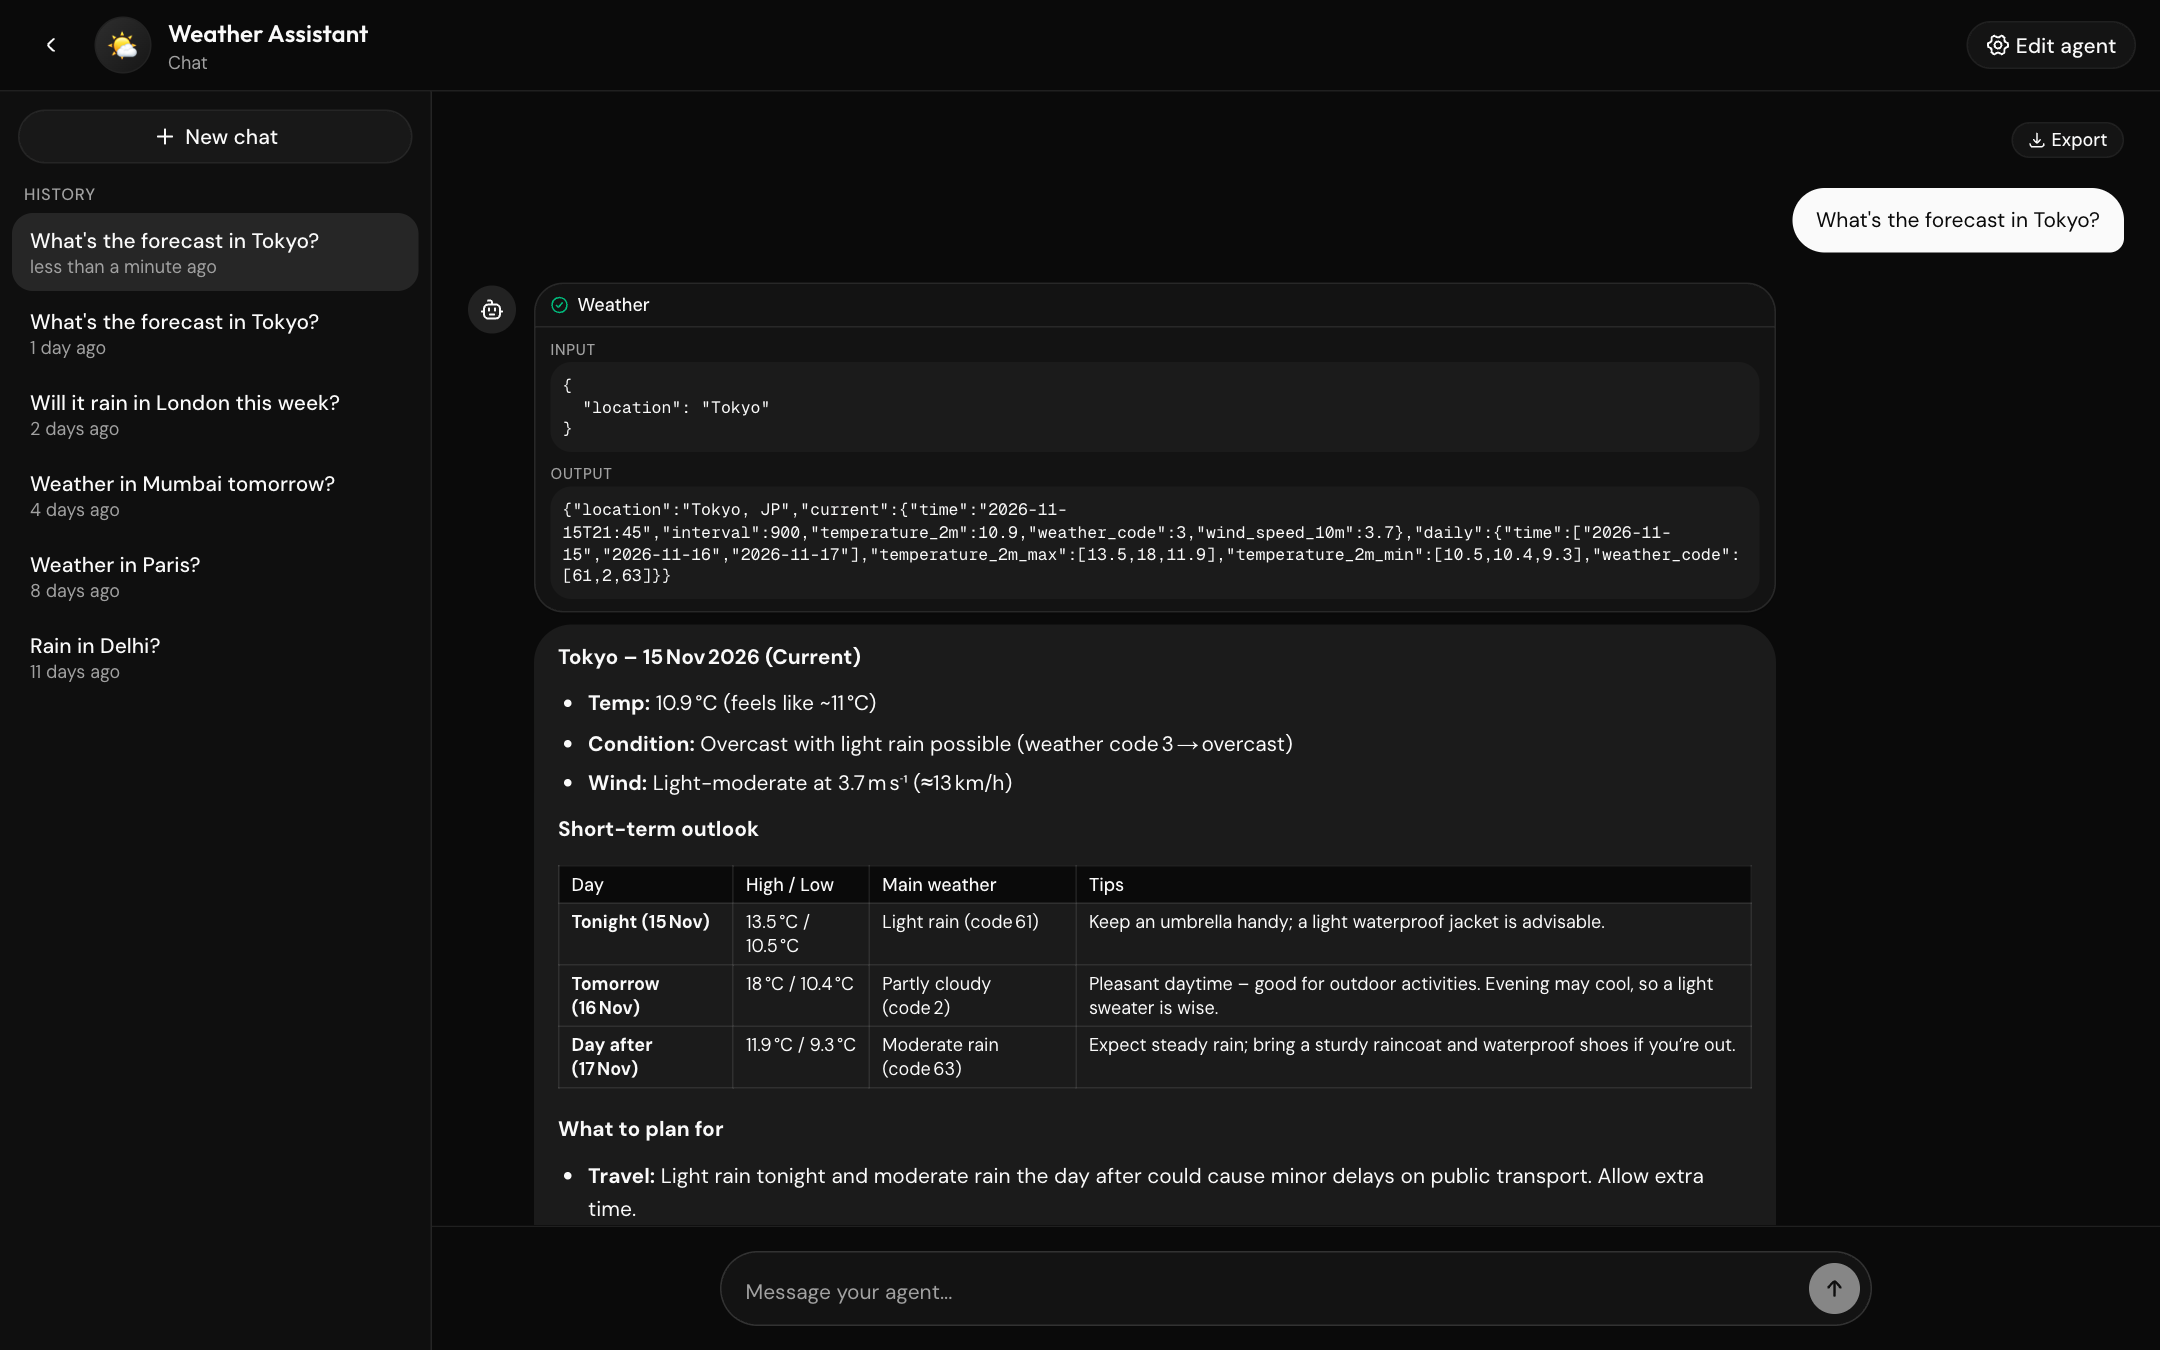 Weather Assistant
Chat
Edit agent
New chat
HISTORY
What's the forecast in Tokyo?
less than a minute ago
What's the forecast in Tokyo?
1 day ago
Will it rain in London this week?
2 days ago
Weather in Mumbai tomorrow?
4 days ago
Weather in Paris?
8 days ago
Rain in Delhi?
11 days ago
Export
What's the forecast in Tokyo?
Weather
INPUT
{
"location": "Tokyo"
}
OUTPUT
{"location":"Tokyo, JP","current":{"time":"2026-11-
15T21:45","interval":900,"temperature_2m":10.9,"weather_code":3,"wind_speed_10m":3.7},"daily":{"time":["2026-11-
15","2026-11-16","2026-11-17"],"temperature_2m_max":[13.5,18,11.9],"temperature_2m_min":[10.5,10.4,9.3],"weather_code":
[61,2,63]}}
Tokyo – 15 Nov 2026 (Current)
• Temp: 10.9 °C (feels like ~11 °C)
• Condition: Overcast with light rain possible (weather code 3 → overcast)
• Wind: Light-moderate at 3.7 m s⁻¹ (≈13 km/h)
Short-term outlook
Day High / Low Main weather Tips
Tonight (15 Nov) 13.5 °C / Light rain (code 61) Keep an umbrella handy; a light waterproof jacket is advisable.
10.5 °C
Tomorrow 18 °C / 10.4 °C Partly cloudy Pleasant daytime – good for outdoor activities. Evening may cool, so a light
(16 Nov) (code 2) sweater is wise.
Day after 11.9 °C / 9.3 °C Moderate rain Expect steady rain; bring a sturdy raincoat and waterproof shoes if you’re out.
(17 Nov) (code 63)
What to plan for
• Travel: Light rain tonight and moderate rain the day after could cause minor delays on public transport. Allow extra
time.
Message your agent...